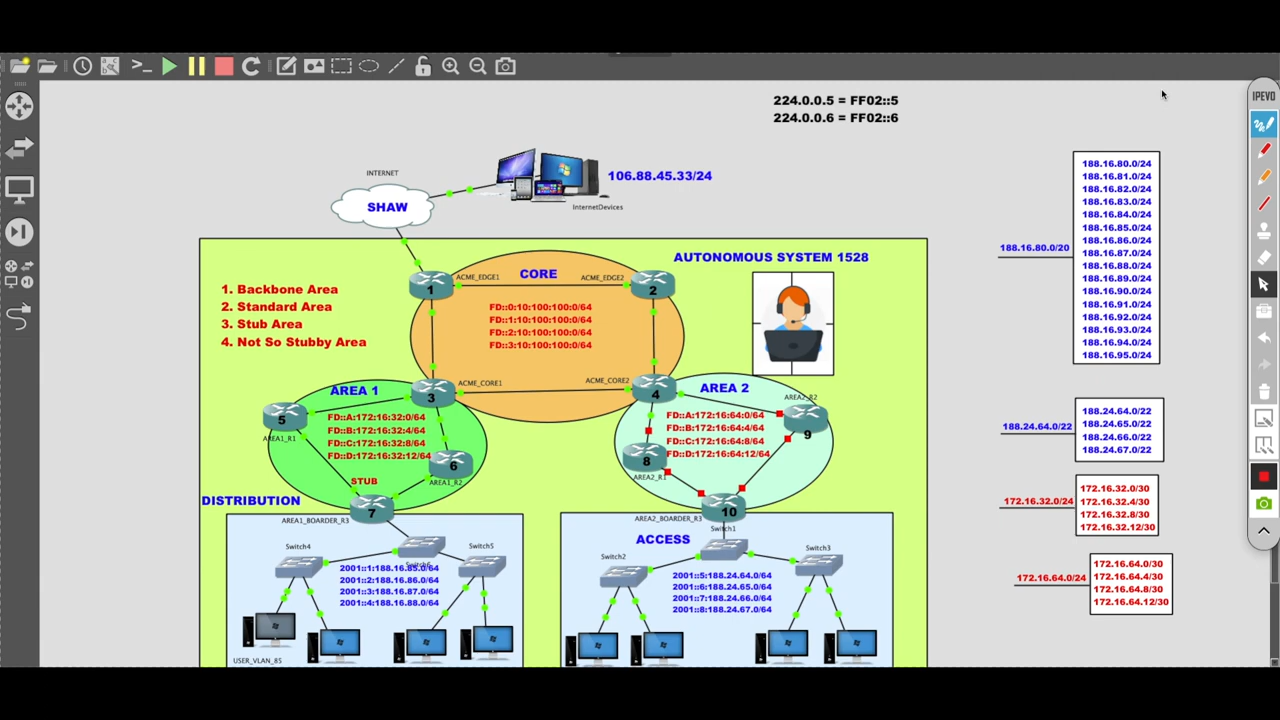 IPEVO
224.0.0.5 = FF02::5
224.0.0.6 = FF02::6
INTERNET
SHAW
106.88.45.33/24
InternetDevices
AUTONOMOUS SYSTEM 1528
1. Backbone Area
2. Standard Area
3. Stub Area
4. Not So Stubby Area
CORE
ACME_EDGE1
ACME_EDGE2
1
2
FD::0:10:100:100:0/64
FD::1:10:100:100:0/64
FD::2:10:100:100:0/64
FD::3:10:100:100:0/64
ACME_CORE1
ACME_CORE2
3
4
AREA 1
5
AREA1_R1
FD::A:172:16:32:0/64
FD::B:172:16:32:4/64
FD::C:172:16:32:8/64
FD::D:172:16:32:12/64
6
AREA1_R2
STUB
7
AREA1_BOARDER_R3
AREA 2
AREA2_R2
9
FD::A:172:16:64:0/64
FD::B:172:16:64:4/64
FD::C:172:16:64:8/64
FD::D:172:16:64:12/64
8
AREA2_R1
10
AREA2_BOARDER_R3
DISTRIBUTION
Switch4
Switch5
2001::1:188.16.85.0/64
2001::2:188.16.86.0/64
2001::3:188.16.87.0/64
2001::4:188.16.88.0/64
USER_VLAN_85
ACCESS
Switch1
Switch2
Switch3
2001::5:188.24.64.0/64
2001::6:188.24.65.0/64
2001::7:188.24.66.0/64
2001::8:188.24.67.0/64
188.16.80.0/20
188.16.80.0/24
188.16.81.0/24
188.16.82.0/24
188.16.83.0/24
188.16.84.0/24
188.16.85.0/24
188.16.86.0/24
188.16.87.0/24
188.16.88.0/24
188.16.89.0/24
188.16.90.0/24
188.16.91.0/24
188.16.92.0/24
188.16.93.0/24
188.16.94.0/24
188.16.95.0/24
188.24.64.0/22
188.24.64.0/22
188.24.65.0/22
188.24.66.0/22
188.24.67.0/22
172.16.32.0/24
172.16.32.0/30
172.16.32.4/30
172.16.32.8/30
172.16.32.12/30
172.16.64.0/24
172.16.64.0/30
172.16.64.4/30
172.16.64.8/30
172.16.64.12/30